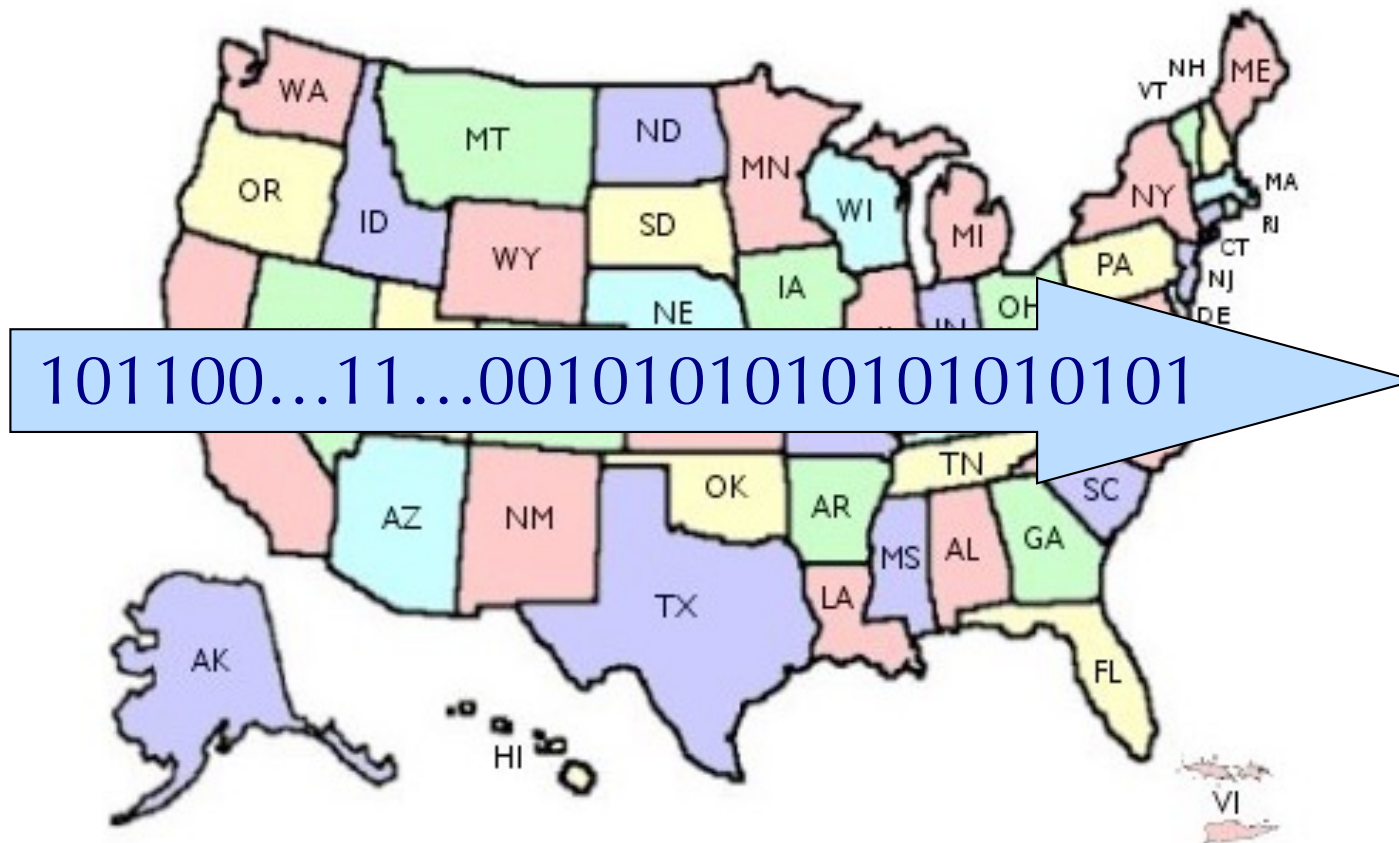 WA
MT
ND
MN
NH
VT
ME
OR
ID
WY
SD
WI
MI
NY
MA
RI
CT
PA
NJ
IA
NE
IN
OH
DE
101100...11...0010101010101010101
AZ
NM
OK
AR
TN
SC
MS
AL
GA
TX
LA
AK
FL
HI
VI